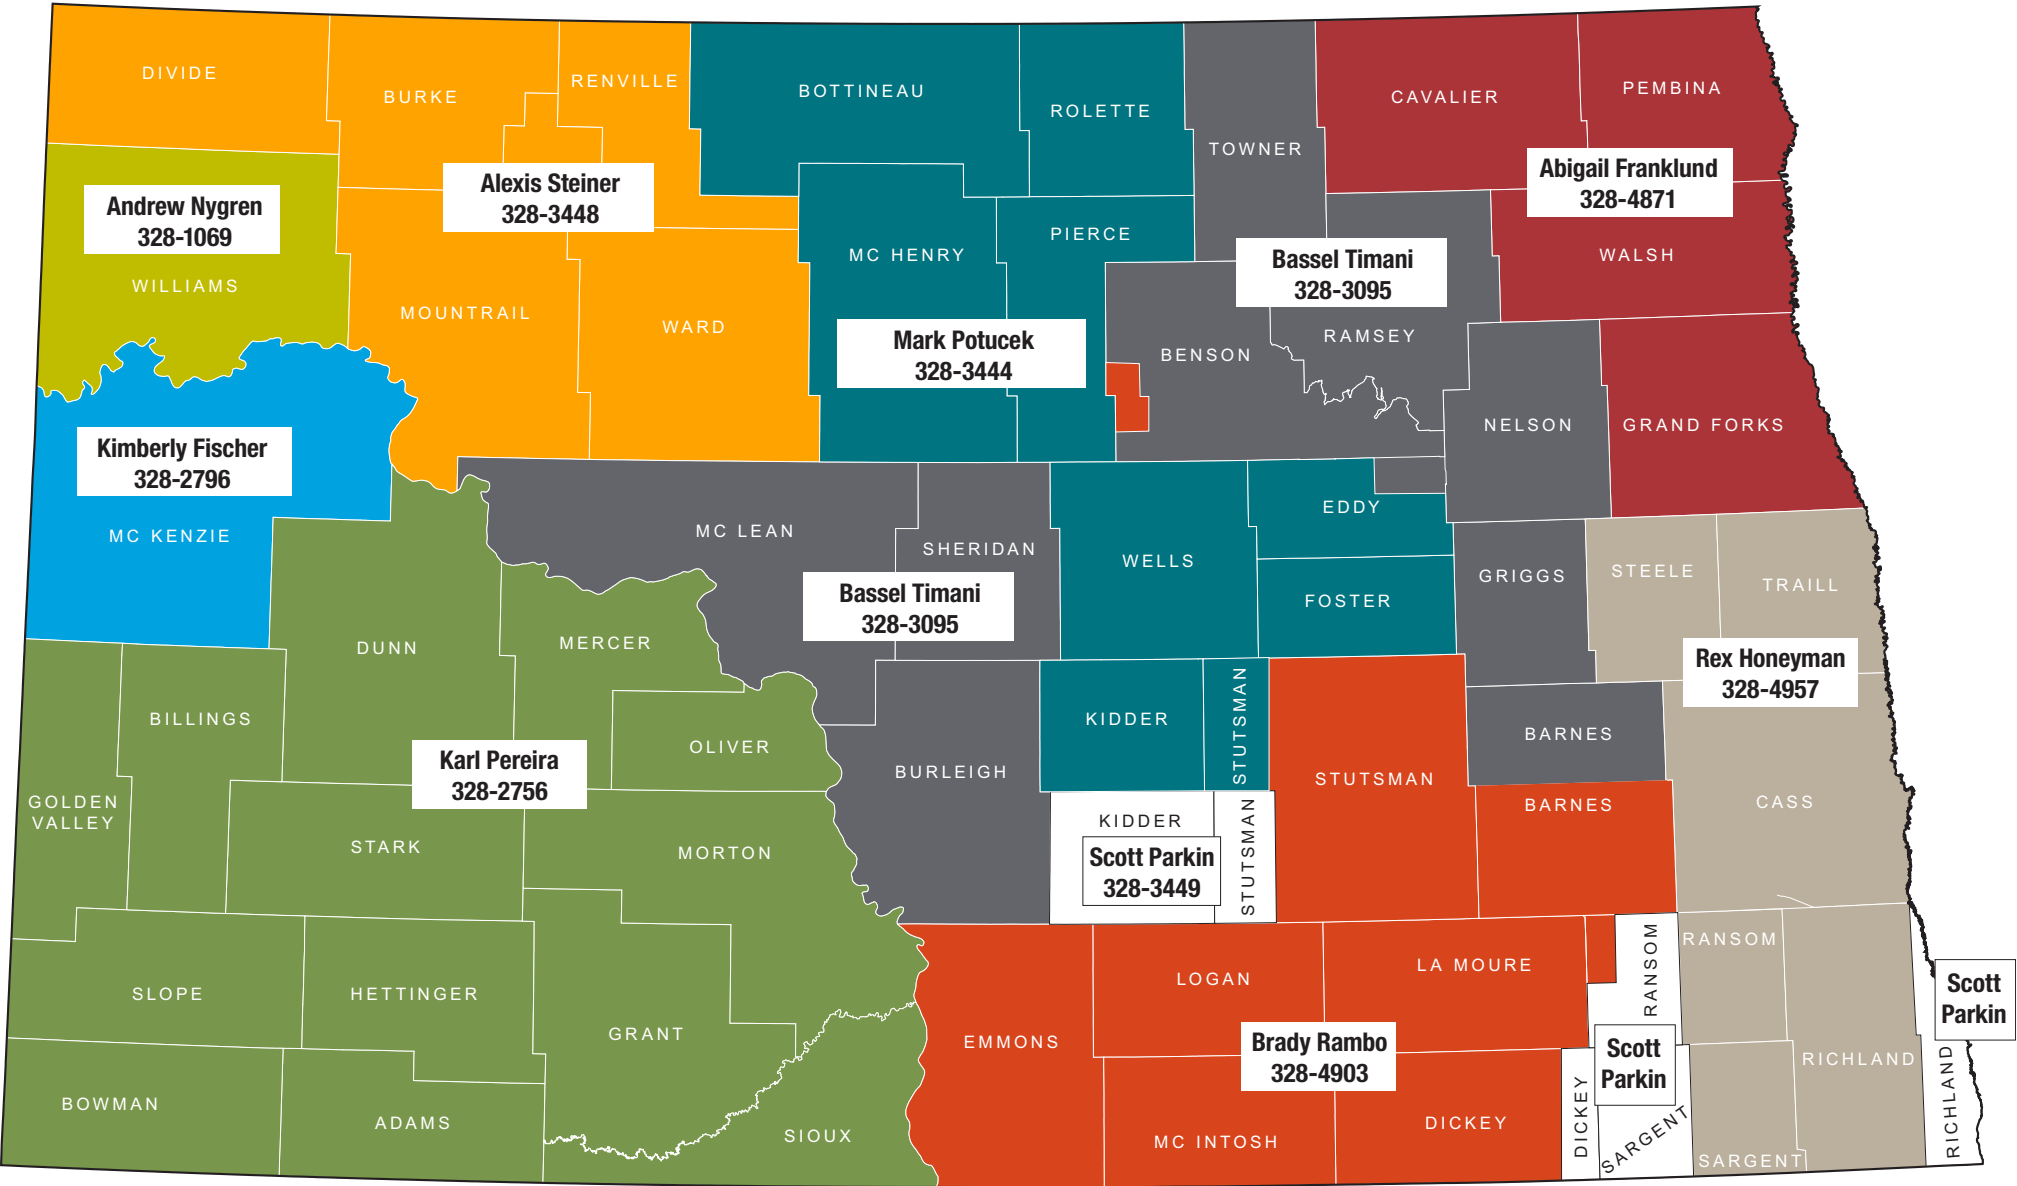 DIVIDE
BURKE
RENVILLE
BOTTINEAU
ROLETTE
TOWNER
CAVALIER
PEMBINA
Andrew Nygren
328-1069
WILLIAMS
Alexis Steiner
328-3448
MOUNTRAIL
WARD
MC HENRY
PIERCE
Mark Potucek
328-3444
Bassel Timani
328-3095
BENSON
RAMSEY
Abigail Franklund
328-4871
WALSH
NELSON
GRAND FORKS
Kimberly Fischer
328-2796
MC KENZIE
MC LEAN
SHERIDAN
Bassel Timani
328-3095
WELLS
EDDY
FOSTER
GRIGGS
STEELE
TRAILL
Rex Honeyman
328-4957
DUNN
MERCER
BILLINGS
OLIVER
Karl Pereira
328-2756
GOLDEN
VALLEY
STARK
MORTON
BURLEIGH
KIDDER
STUTSMAN
STUTSMAN
BARNES
BARNES
CASS
KIDDER
Scott Parkin
328-3449
STUTSMAN
SLOPE
HETTINGER
GRANT
BOWMAN
ADAMS
SIOUX
EMMONS
LOGAN
LA MOURE
Brady Rambo
328-4903
MC INTOSH
DICKEY
RANSOM
RANSOM
Scott
Parkin
DICKEY
SARGENT
SARGENT
RICHLAND
Scott
Parkin
RICHLAND